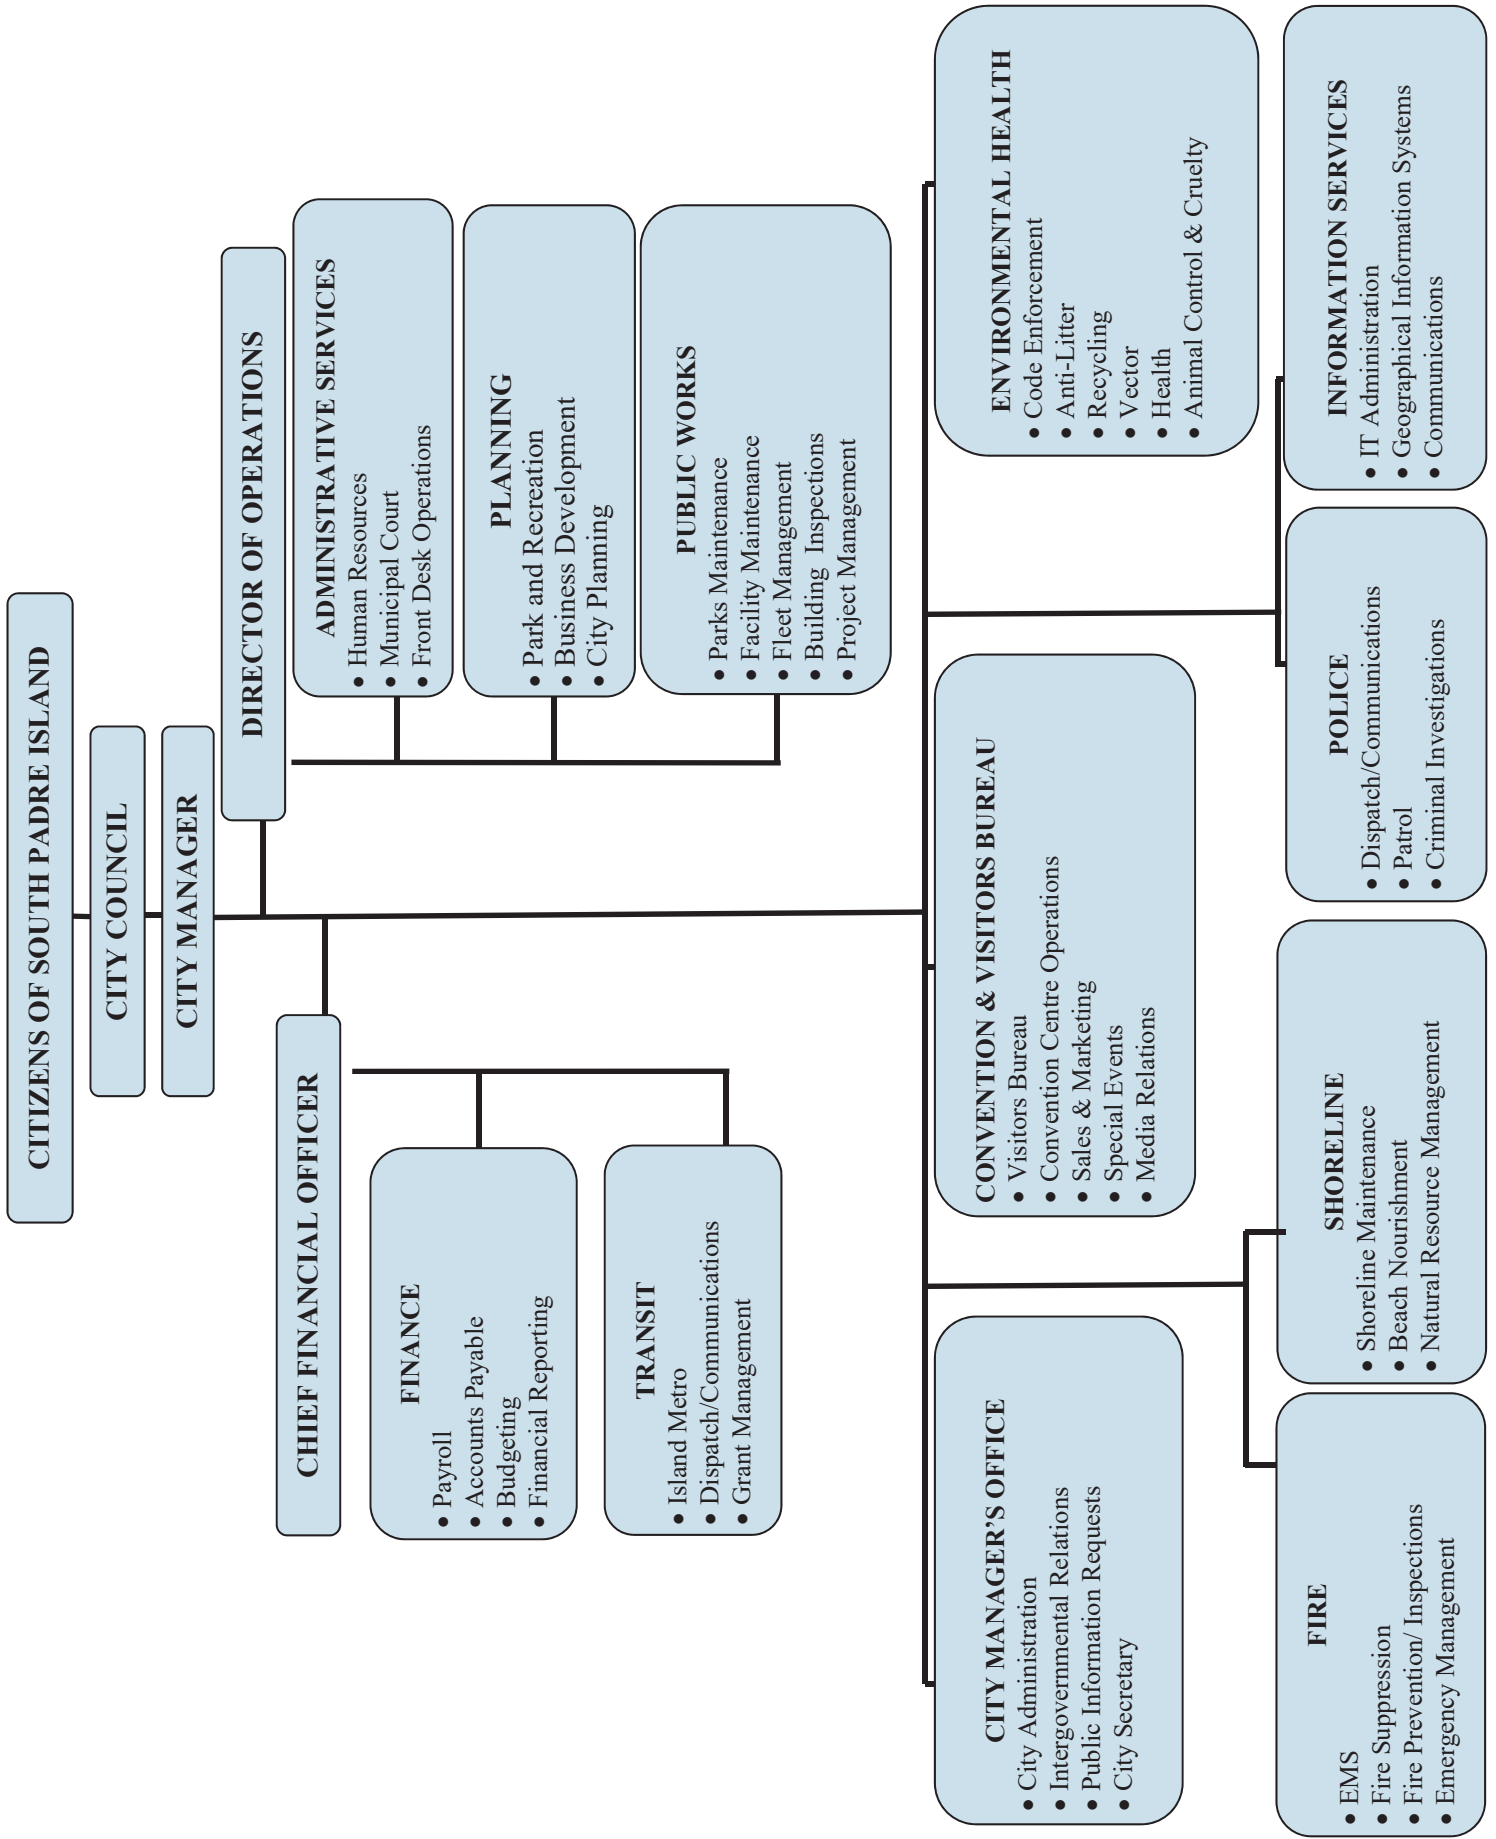 CITIZENS OF SOUTH PADRE ISLAND
CITY COUNCIL
CITY MANAGER
DIRECTOR OF OPERATIONS
CHIEF FINANCIAL OFFICER
ADMINISTRATIVE SERVICES
• Human Resources
• Municipal Court
• Front Desk Operations
FINANCE
• Payroll
• Accounts Payable
• Budgeting
• Financial Reporting
PLANNING
• Park and Recreation
• Business Development
• City Planning
TRANSIT
• Island Metro
• Dispatch/Communications
• Grant Management
PUBLIC WORKS
• Parks Maintenance
• Facility Maintenance
• Fleet Management
• Building Inspections
• Project Management
CITY MANAGER’S OFFICE
• City Administration
• Intergovernmental Relations
• Public Information Requests
• City Secretary
CONVENTION & VISITORS BUREAU
• Visitors Bureau
• Convention Centre Operations
• Sales & Marketing
• Special Events
• Media Relations
ENVIRONMENTAL HEALTH
• Code Enforcement
• Anti-Litter
• Recycling
• Vector
• Health
• Animal Control & Cruelty
FIRE
• EMS
• Fire Suppression
• Fire Prevention/ Inspections
• Emergency Management
SHORELINE
• Shoreline Maintenance
• Beach Nourishment
• Natural Resource Management
POLICE
• Dispatch/Communications
• Patrol
• Criminal Investigations
INFORMATION SERVICES
• IT Administration
• Geographical Information Systems
• Communications